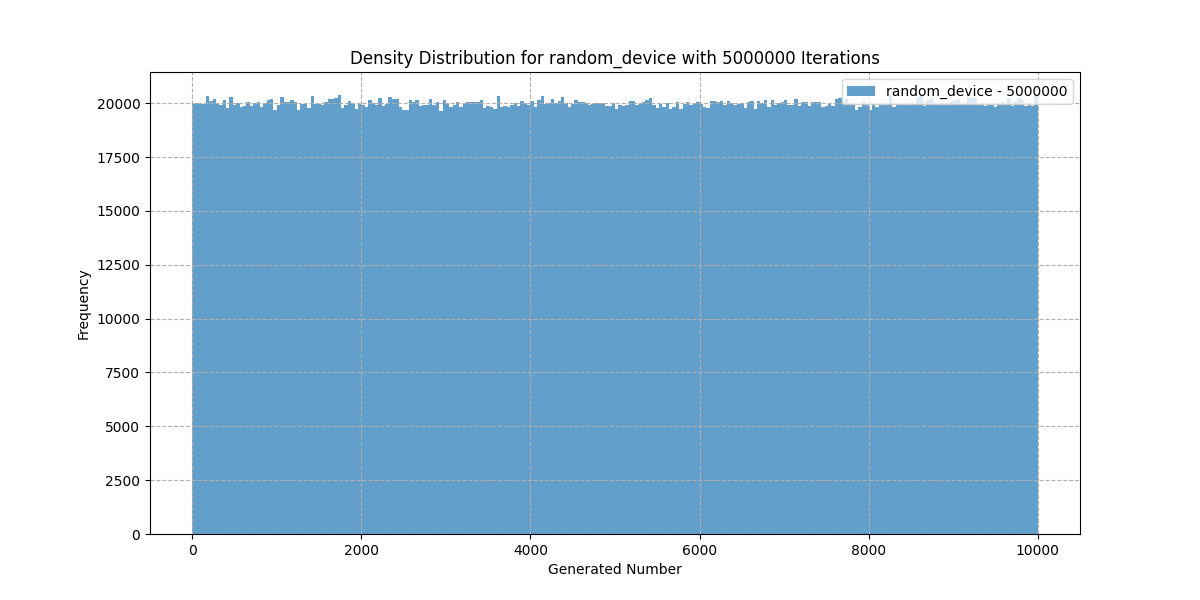 Density Distribution for random_device with 5000000 Iterations
random_device - 5000000
20000
17500
15000
12500
10000
7500
5000
2500
0
Frequency
0 2000 4000 6000 8000 10000
Generated Number